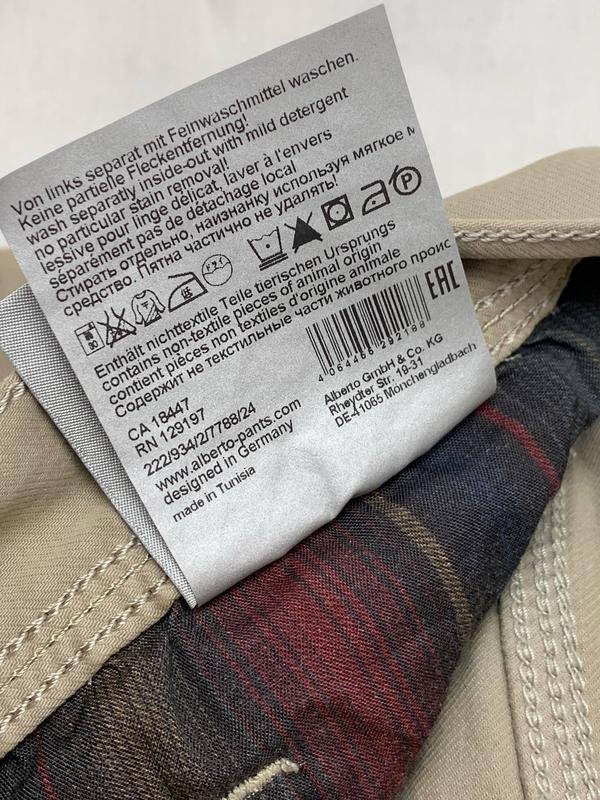 Von links separat mit Feinwaschmittel waschen.
Keine partielle Fleckentfernung!
wash separatly inside-out with mild detergent
no particular stain removal!
lessive pour linge délicat, laver à l'envers
séparément pas de détachage local
Стирать отдельно, наизнанку используя мягкое м
средство. Пятна частично не удалять!
P
Enthält nichttextile Teile tierischen Ursprungs
contains non-textile pieces of animal origin
contient pièces non textiles d'origine animale
Содержит не текстильные части животного проис
EAC
CA 18447
RN 129197
222/934/2/7788/24
www.alberto-pants.com
designed in Germany
made in Tunisia
Alberto GmbH & Co. KG
Rheydter Str. 19-31
DE-41065 Mönchengladbach